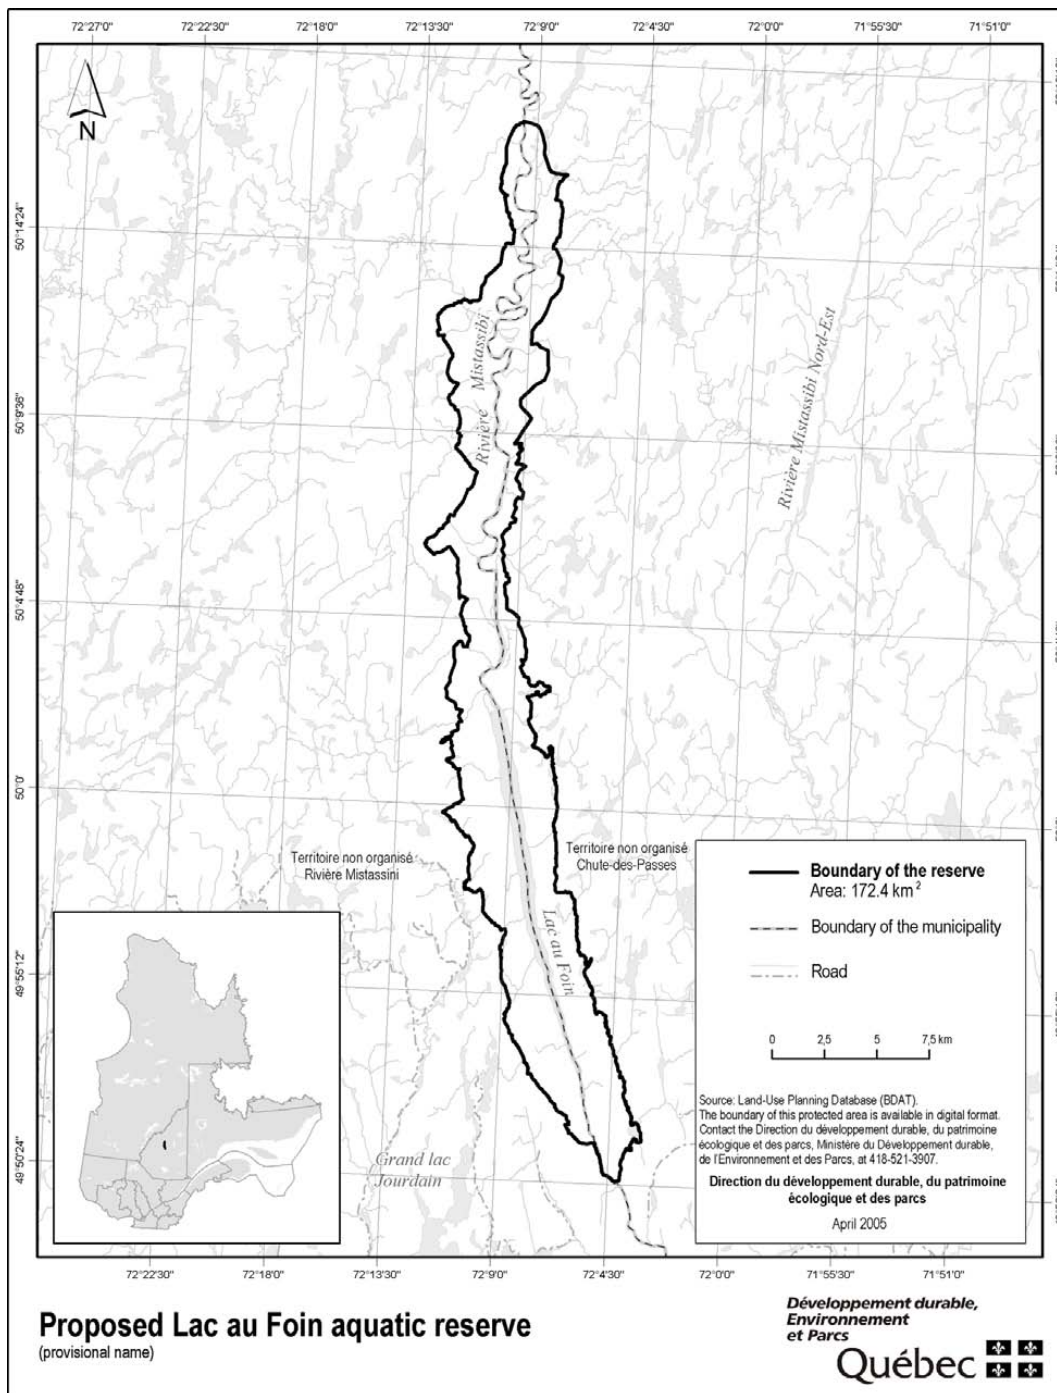 72°27'0" 72°22'30" 72°18'0" 72°13'30" 72°9'0" 72°4'30" 72°0'0" 71°55'30" 71°51'0"
N
50°14'24"
50°9'36"
50°4'48"
50°0'
49°55'12"
49°50'24"
Rivière Mistassibi
Rivière Mistassibi Nord-Est
Territoire non organisé
Rivière Mistassini
Territoire non organisé
Chute-des-Passes
Lac au Foin
Grand lac
Jourdain
Boundary of the reserve
Area: 172.4 km²
Boundary of the municipality
Road
0 2,5 5 7,5 km
Source: Land-Use Planning Database (BDAT).
The boundary of this protected area is available in digital format.
Contact the Direction du développement durable, du patrimoine
écologique et des parcs, Ministère du Développement durable,
de l'Environnement et des Parcs, at 418-521-3907.
Direction du développement durable, du patrimoine
écologique et des parcs
April 2005
72°22'30" 72°18'0" 72°13'30" 72°9'0" 72°4'30" 72°0'0" 71°55'30" 71°51'0"
Proposed Lac au Foin aquatic reserve
(provisional name)
Développement durable,
Environnement
et Parcs
Québec